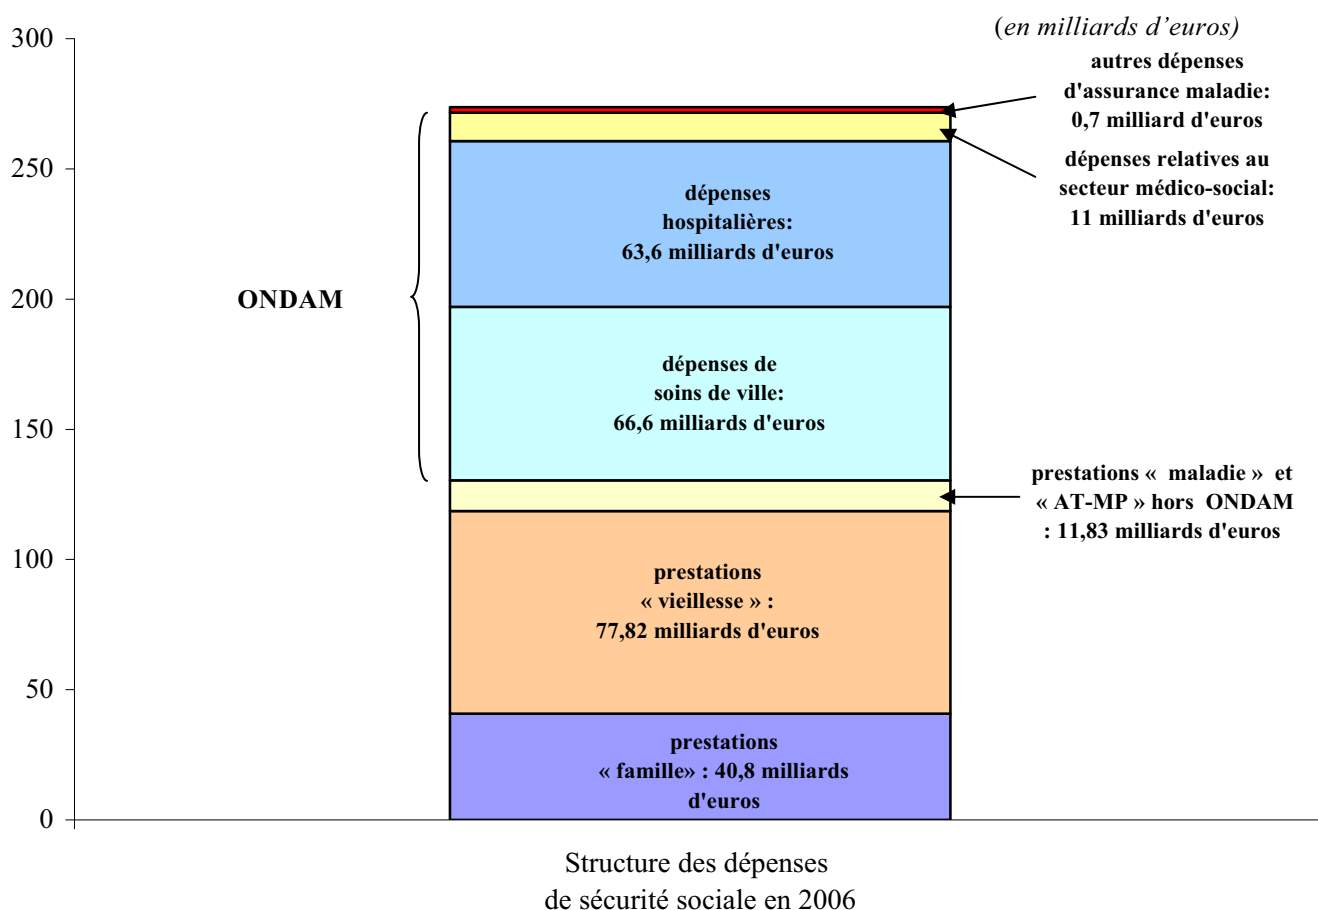 (en milliards d’euros)
300
250
200
150
100
50
0
autres dépenses
d'assurance maladie:
0,7 milliard d'euros
dépenses relatives au
secteur médico-social:
11 milliards d'euros
dépenses
hospitalières:
63,6 milliards d'euros
ONDAM
dépenses de
soins de ville:
66,6 milliards d'euros
prestations « maladie » et
« AT-MP » hors ONDAM
: 11,83 milliards d'euros
prestations
« vieillesse » :
77,82 milliards d'euros
prestations
« famille» : 40,8 milliards
d'euros
Structure des dépenses
de sécurité sociale en 2006